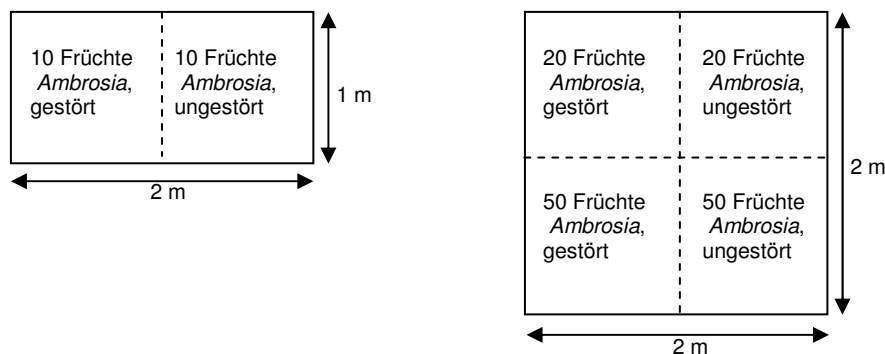 10 Früchte
Ambrosia,
gestört
10 Früchte
Ambrosia,
ungestört
1 m
2 m
20 Früchte
Ambrosia,
gestört
20 Früchte
Ambrosia,
ungestört
50 Früchte
Ambrosia,
gestört
50 Früchte
Ambrosia,
ungestört
2 m
2 m